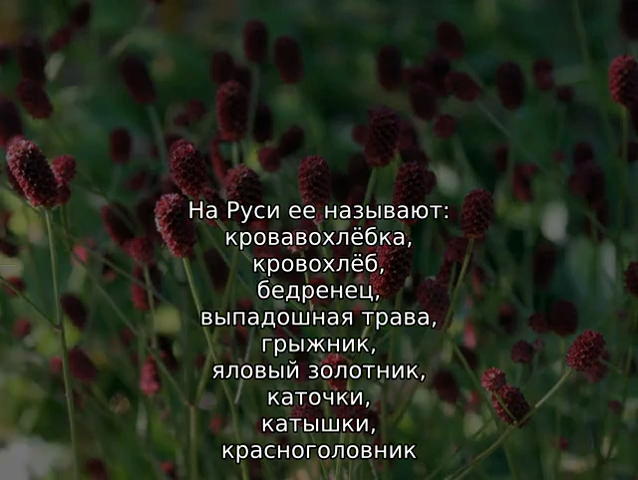 На Руси ее называют:
кровавохлёбка,
кровохлёб,
бедренец,
выпадошная трава,
грыжник,
яловый золотник,
каточки,
катышки,
красноголовник